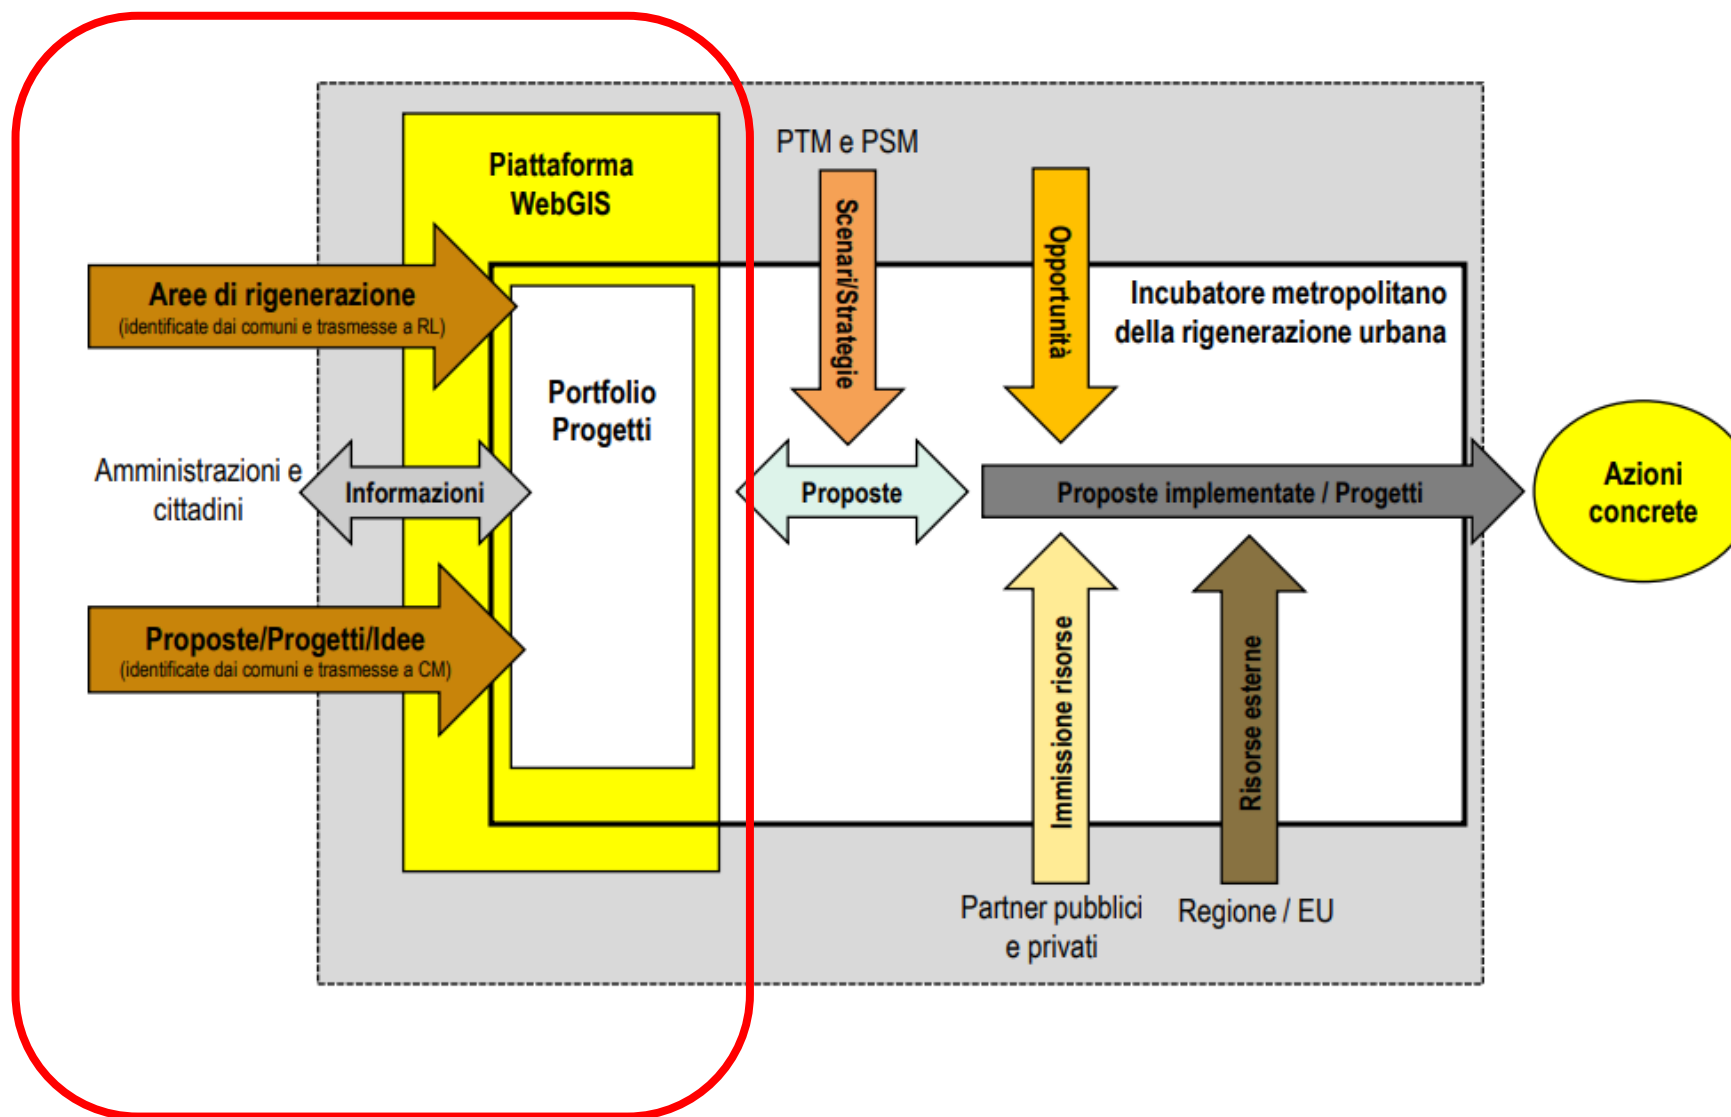 Piattaforma
WebGIS
PTM e PSM
Scenari/Strategie
Opportunità
Incubatore metropolitano
della rigenerazione urbana
Aree di rigenerazione
(identificate dai comuni e trasmesse a RL)
Portfolio
Progetti
Amministrazioni e
cittadini
Informazioni
Proposte
Proposte implementate / Progetti
Azioni
concrete
Proposte/Progetti/Idee
(identificate dai comuni e trasmesse a CM)
Immissione risorse
Risorse esterne
Partner pubblici
e privati
Regione / EU